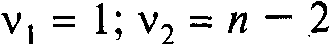 ν₁ = 1; ν₂ = n − 2